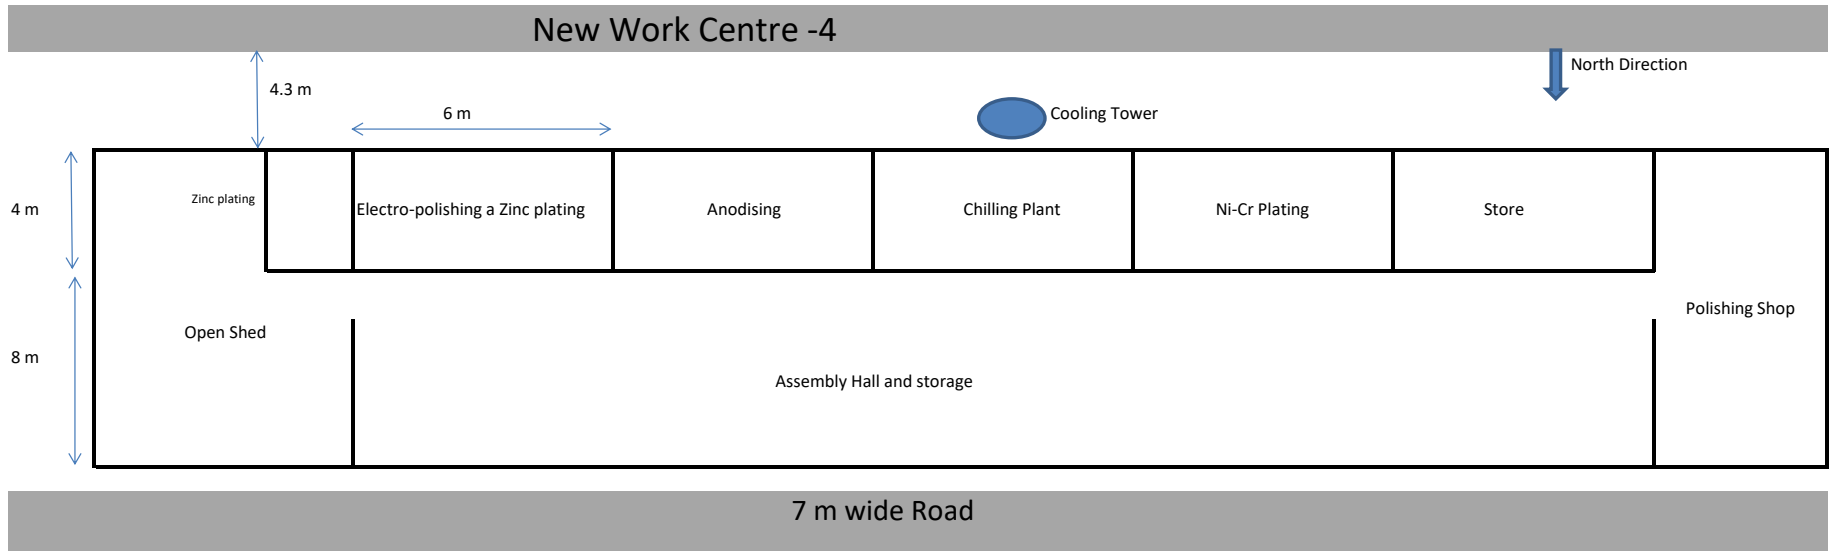 New Work Centre -4
North Direction
4.3 m
6 m
Cooling Tower
4 m
Zinc plating
Electro-polishing a Zinc plating
Anodising
Chilling Plant
Ni-Cr Plating
Store
Polishing Shop
Open Shed
8 m
Assembly Hall and storage
7 m wide Road